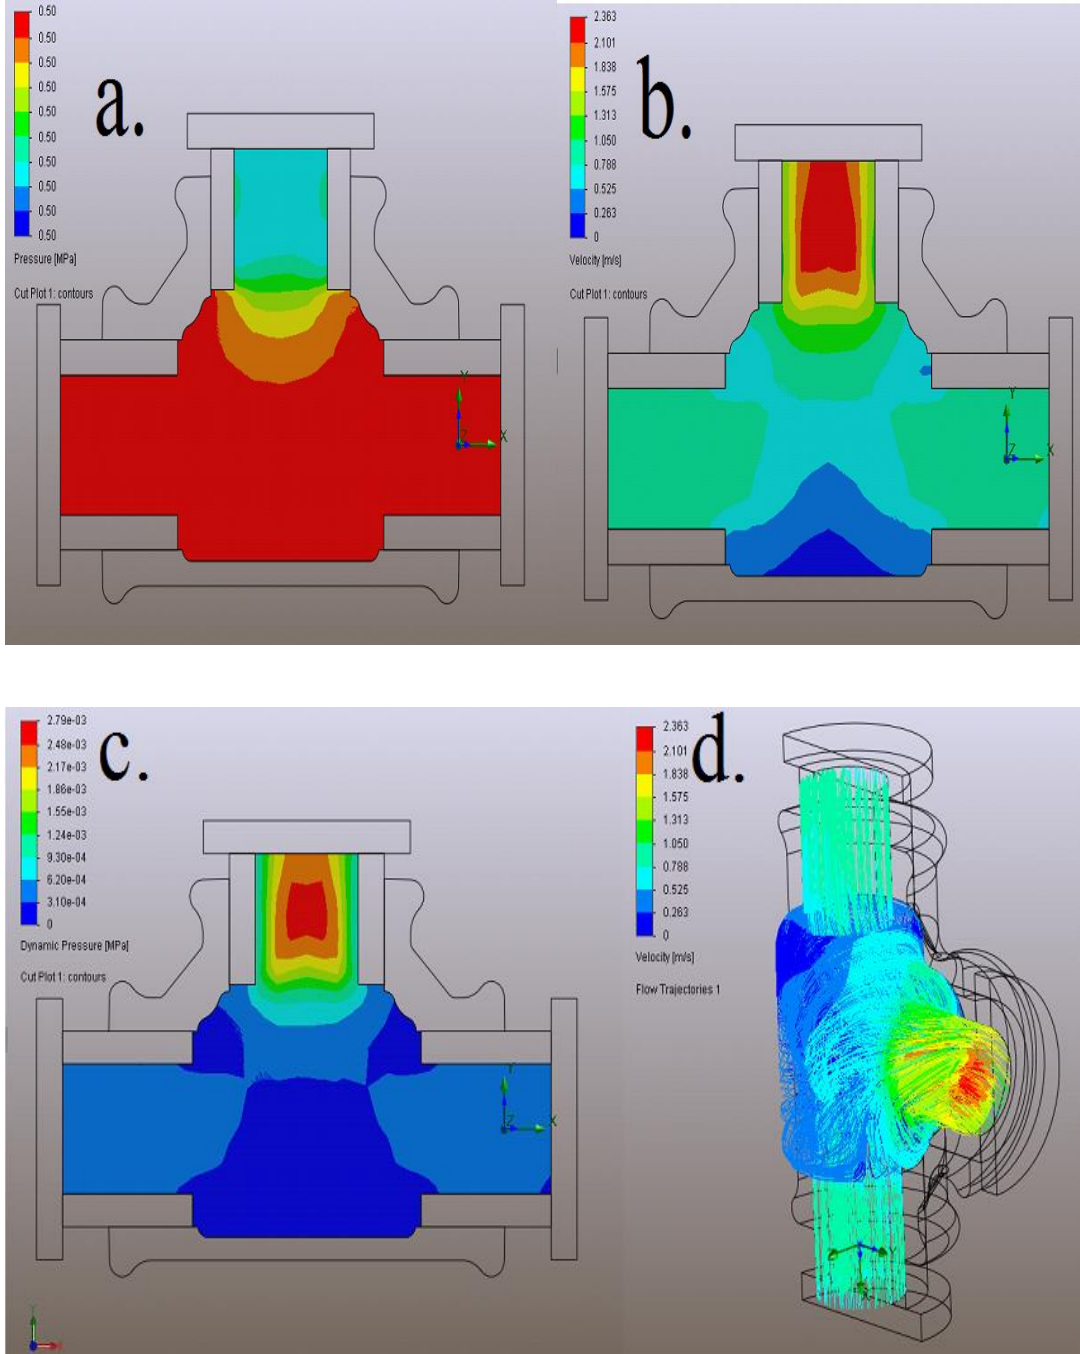 0.50
0.50
0.50
0.50
0.50
0.50
0.50
0.50
0.50
0.50
Pressure [MPa]
Cut Plot 1: contours
a.
Y
Z
X
2.363
2.101
1.838
1.575
1.313
1.050
0.788
0.525
0.263
0
Velocity [m/s]
Cut Plot 1: contours
b.
Y
Z
X
2.79e-03
2.48e-03
2.17e-03
1.86e-03
1.55e-03
1.24e-03
9.30e-04
6.20e-04
3.10e-04
0
Dynamic Pressure [MPa]
Cut Plot 1: contours
c.
Y
Z
X
2.363
2.101
1.838
1.575
1.313
1.050
0.788
0.525
0.263
0
Velocity [m/s]
Flow Trajectories 1
d.
Y